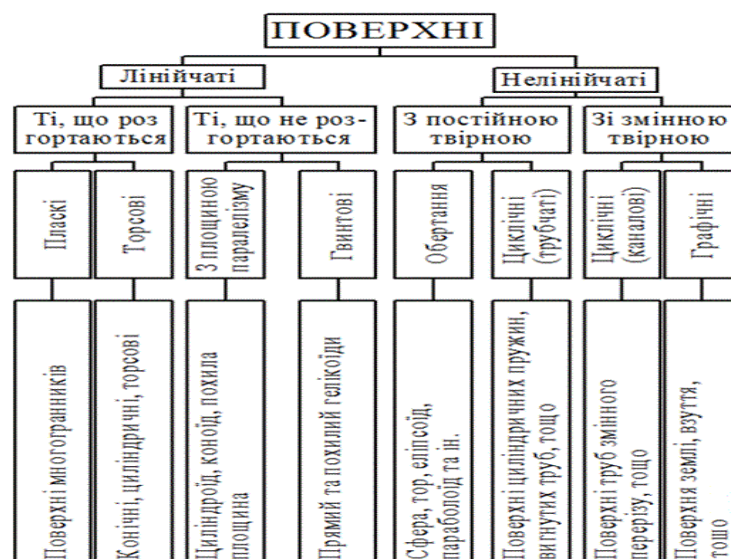 ПОВЕРХНІ
Лінійчаті
Нелінійчаті
Ті, що роз
гортаються
Ті, що не роз-
гортаються
З постійною
твірною
Зі змінною
твірною
Пласкі
Торсові
З площиною
паралелізму
Гвинтові
Обертання
Циклічні
(трубчаті)
Циклічні
(каналові)
Графічні
Поверхні многогранників
Конічні, циліндричні, торсові
Циліндроїд, коноїд, похила
площина
Прямий та похилий гелікоїди
Сфера, тор, еліпсоїд,
параболоїд та ін.
Поверхні циліндричних пружин,
вигнутих труб, тощо
Поверхні труб змінного
перерізу, тощо
Поверхня землі, взуття,
тощо